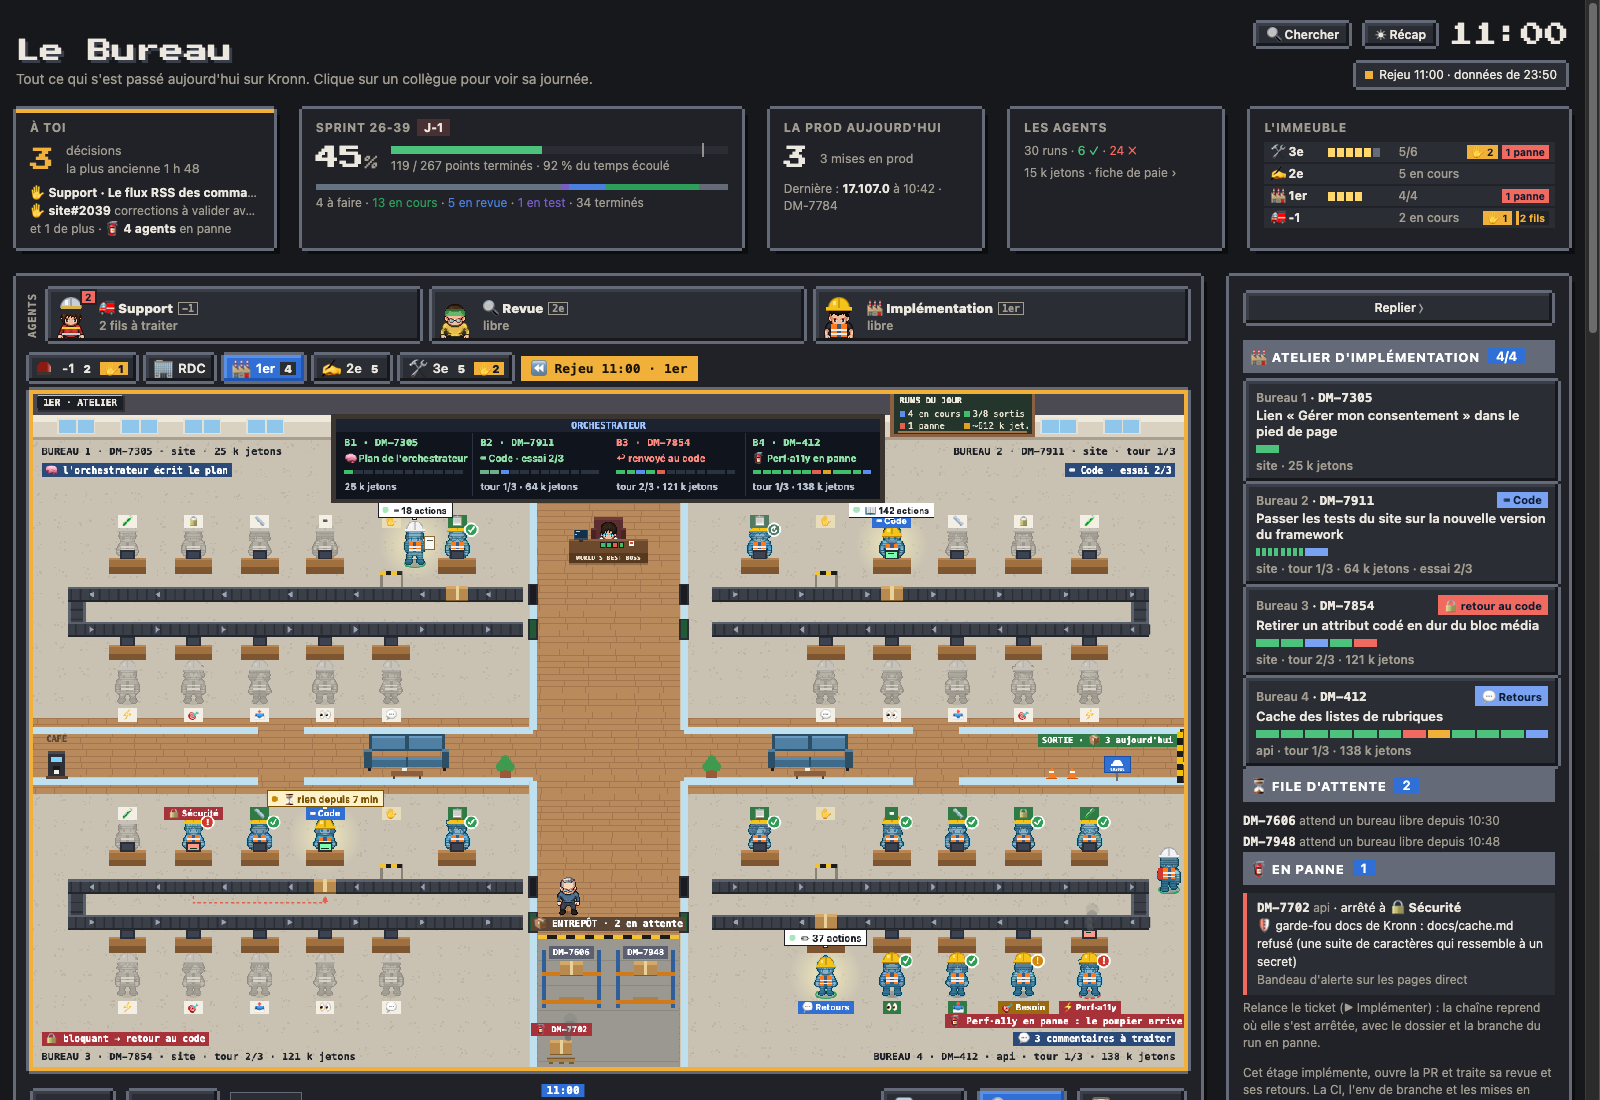 Le Bureau
Tout ce qui s'est passé aujourd'hui sur Kronn. Clique sur un collègue pour voir sa journée.
Chercher
Récap
11:00
Rejeu 11:00 · données de 23:50
À TOI
3 décisions
la plus ancienne 1 h 48
Support · Le flux RSS des comma…
site#2039 corrections à valider av…
et 1 de plus · 4 agents en panne
SPRINT 26-39 J-1
45%
119 / 267 points terminés · 92 % du temps écoulé
4 à faire · 13 en cours · 5 en revue · 1 en test · 34 terminés
LA PROD AUJOURD'HUI
3 3 mises en prod
Dernière : 17.107.0 à 10:42 ·
DM-7784
LES AGENTS
30 runs · 6 ✓ · 24 ✕
15 k jetons · fiche de paie ›
L'IMMEUBLE
3e 5/6 2 1 panne
2e 5 en cours
1er 4/4 1 panne
-1 2 en cours 1 2 fils
AGENTS
2
Support -1
2 fils à traiter
Revue 2e
libre
Implémentation 1er
libre
-1 2 1
RDC
1er 4
2e 5
3e 5 2
Rejeu 11:00 · 1er
1ER · ATELIER
RUNS DU JOUR
4 en cours 3/8 sortis
1 panne ~612 k jet.
ORCHESTRATEUR
B1 · DM-7305
Plan de l'orchestrateur
25 k jetons
B2 · DM-7911
Code · essai 2/3
tour 1/3 · 64 k jetons
B3 · DM-7854
↩ renvoyé au code
tour 2/3 · 121 k jetons
B4 · DM-412
Perf-a11y en panne
tour 1/3 · 138 k jetons
BUREAU 1 · DM-7305 · site · 25 k jetons
l'orchestrateur écrit le plan
BUREAU 2 · DM-7911 · site · tour 1/3
Code · essai 2/3
18 actions
142 actions
Code
WORLD'S BEST BOSS
CAFÉ
SORTIE · 3 aujourd'hui
rien depuis 7 min
Sécurité
Code
ENTREPÔT · 2 en attente
DM-7606
DM-7948
DM-7702
37 actions
Retours
Besoin
Perf-a11y
Perf-a11y en panne : le pompier arrive
bloquant → retour au code
3 commentaires à traiter
BUREAU 3 · DM-7854 · site · tour 2/3 · 121 k jetons
BUREAU 4 · DM-412 · api · tour 1/3 · 138 k jetons
11:00
Replier ›
ATELIER D'IMPLÉMENTATION 4/4
Bureau 1 · DM-7305
Lien « Gérer mon consentement » dans le
pied de page
site · 25 k jetons
Bureau 2 · DM-7911 Code
Passer les tests du site sur la nouvelle version
du framework
site · tour 1/3 · 64 k jetons · essai 2/3
Bureau 3 · DM-7854 retour au code
Retirer un attribut codé en dur du bloc média
site · tour 2/3 · 121 k jetons
Bureau 4 · DM-412 Retours
Cache des listes de rubriques
api · tour 1/3 · 138 k jetons
FILE D'ATTENTE 2
DM-7606 attend un bureau libre depuis 10:30
DM-7948 attend un bureau libre depuis 10:48
EN PANNE 1
DM-7702 api · arrêté à Sécurité
garde-fou docs de Kronn : docs/cache.md
refusé (une suite de caractères qui ressemble à un
secret)
Bandeau d'alerte sur les pages direct
Relance le ticket (▶ Implémenter) : la chaîne reprend
où elle s'est arrêtée, avec le dossier et la branche du
run en panne.
Cet étage implémente, ouvre la PR et traite sa revue et
ses retours. La CI, l'env de branche et les mises en